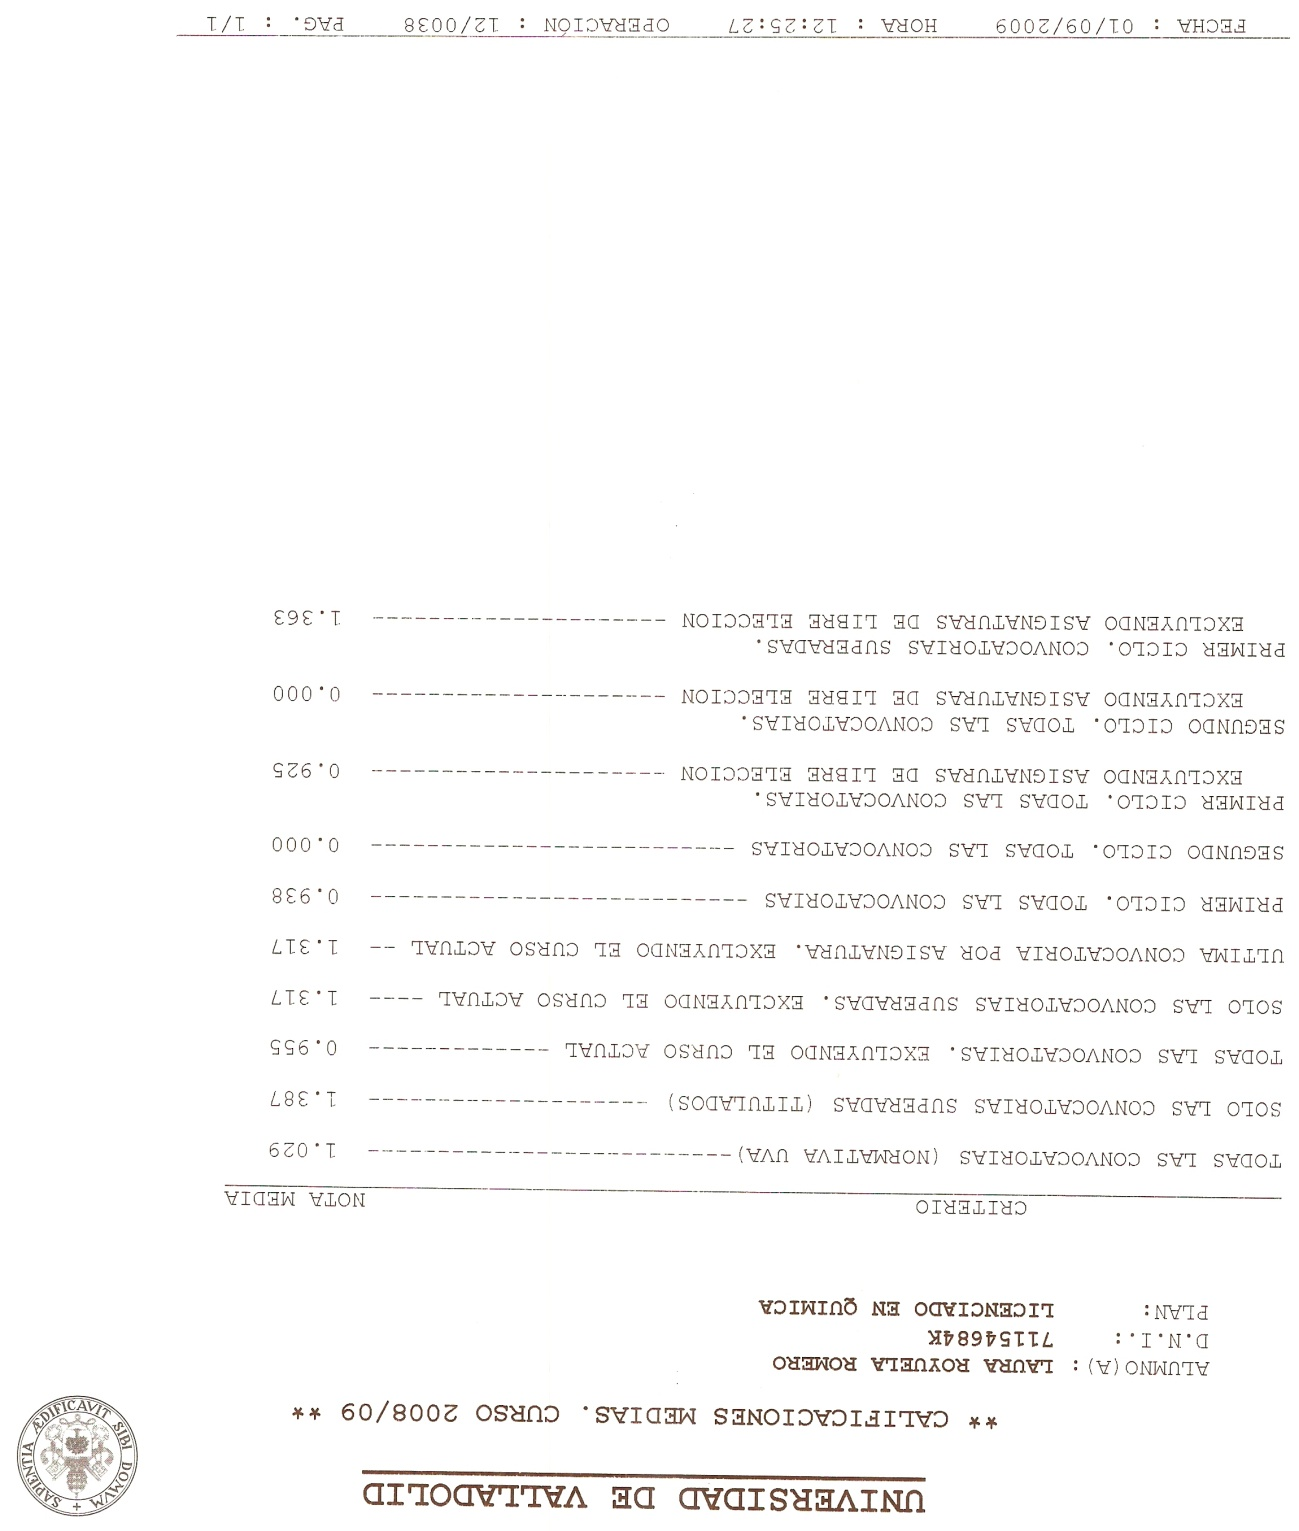 UNIVERSIDAD DE VALLADOLID
SAPIENTIA ÆDIFICAVIT SIBI DOMVM
** CALIFICACIONES MEDIAS. CURSO 2008/09 **
ALUMNO(A): LAURA ROYUELA ROMERO
D.N.I.: 71154684K
PLAN: LICENCIADO EN QUIMICA
CRITERIO NOTA MEDIA
TODAS LAS CONVOCATORIAS (NORMATIVA UVA)-------------------------- 1.029
SOLO LAS CONVOCATORIAS SUPERADAS (TITULADOS) -------------------- 1.387
TODAS LAS CONVOCATORIAS. EXCLUYENDO EL CURSO ACTUAL ------------- 0.955
SOLO LAS CONVOCATORIAS SUPERADAS. EXCLUYENDO EL CURSO ACTUAL ---- 1.317
ULTIMA CONVOCATORIA POR ASIGNATURA. EXCLUYENDO EL CURSO ACTUAL -- 1.317
PRIMER CICLO. TODAS LAS CONVOCATORIAS --------------------------- 0.938
SEGUNDO CICLO. TODAS LAS CONVOCATORIAS -------------------------- 0.000
PRIMER CICLO. TODAS LAS CONVOCATORIAS.
EXCLUYENDO ASIGNATURAS DE LIBRE ELECCION --------------------- 0.925
SEGUNDO CICLO. TODAS LAS CONVOCATORIAS.
EXCLUYENDO ASIGNATURAS DE LIBRE ELECCION --------------------- 0.000
PRIMER CICLO. CONVOCATORIAS SUPERADAS.
EXCLUYENDO ASIGNATURAS DE LIBRE ELECCION --------------------- 1.363
FECHA : 01/09/2009 HORA : 12:25:27 OPERACIÓN : 12/0038 PAG. : 1/1